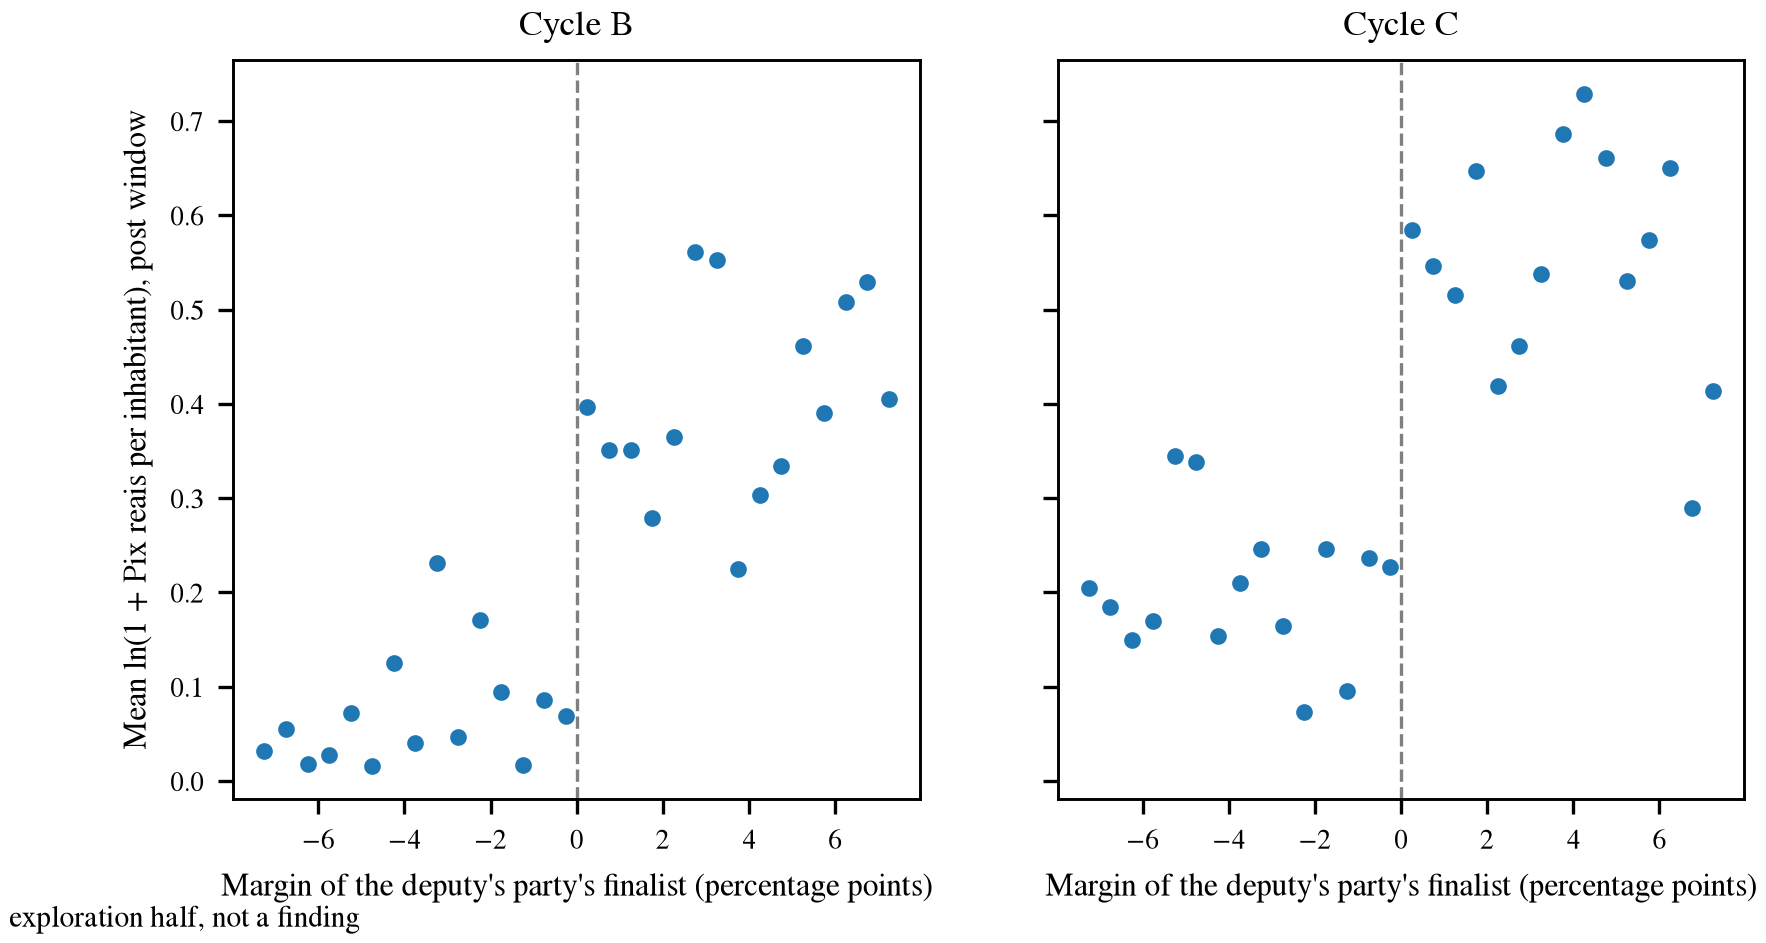 Cycle B
Cycle C
Mean ln(1 + Pix reais per inhabitant), post window
0.7
0.6
0.5
0.4
0.3
0.2
0.1
0.0
−6 −4 −2 0 2 4 6
−6 −4 −2 0 2 4 6
Margin of the deputy's party's finalist (percentage points)
Margin of the deputy's party's finalist (percentage points)
exploration half, not a finding